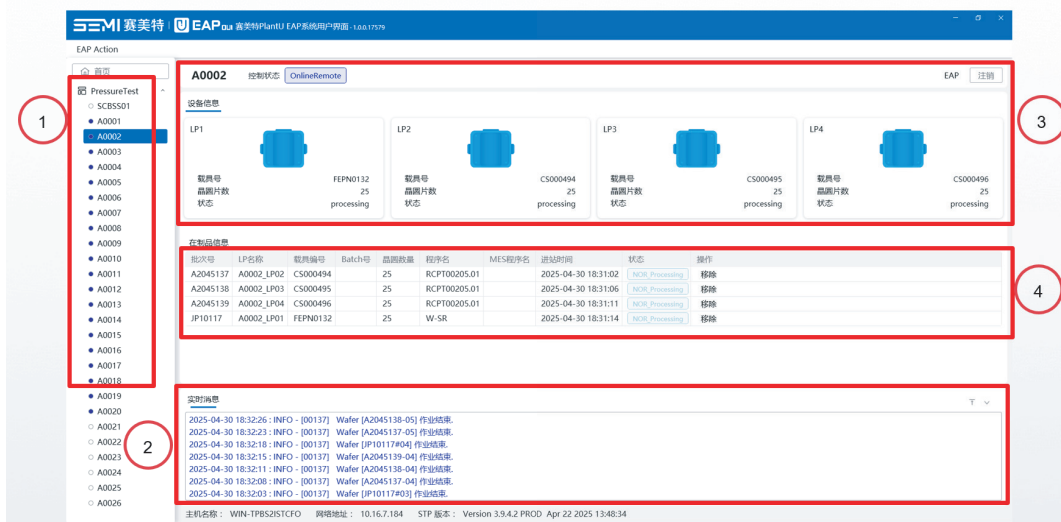 SEMI 赛美特 | U EAP GUI 赛美特PlantU EAP系统用户界面 - 1.0.0.17579
EAP Action
首页
PressureTest
SCBSS01
A0001
A0002
A0003
A0004
A0005
A0006
A0007
A0008
A0009
A0010
A0011
A0012
A0013
A0014
A0015
A0016
A0017
A0018
A0019
A0020
A0021
A0022
A0023
A0024
A0025
A0026
1
2
A0002 控制状态 OnlineRemote EAP 注销
设备信息
LP1 LP2 LP3 LP4
载具号 FEPN0132 载具号 CS000494 载具号 CS000495 载具号 CS000496
晶圆片数 25 晶圆片数 25 晶圆片数 25 晶圆片数 25
状态 processing 状态 processing 状态 processing 状态 processing
3
在制品信息
批次号 LP名称 载具编号 Batch号 晶圆数量 程序名 MES程序名 进站时间 状态 操作
A2045137 A0002_LP02 CS000494 25 RCPT00205.01 2025-04-30 18:31:02 NOR_Processing 移除
A2045138 A0002_LP03 CS000495 25 RCPT00205.01 2025-04-30 18:31:06 NOR_Processing 移除
A2045139 A0002_LP04 CS000496 25 RCPT00205.01 2025-04-30 18:31:11 NOR_Processing 移除
JP10117 A0002_LP01 FEPN0132 25 W-SR 2025-04-30 18:31:14 NOR_Processing 移除
4
实时消息
2025-04-30 18:32:26 : INFO - [00137] Wafer [A2045138-05] 作业结束.
2025-04-30 18:32:23 : INFO - [00137] Wafer [A2045137-05] 作业结束.
2025-04-30 18:32:18 : INFO - [00137] Wafer [JP10117#04] 作业结束.
2025-04-30 18:32:15 : INFO - [00137] Wafer [A2045139-04] 作业结束.
2025-04-30 18:32:11 : INFO - [00137] Wafer [A2045138-04] 作业结束.
2025-04-30 18:32:08 : INFO - [00137] Wafer [A2045137-04] 作业结束.
2025-04-30 18:32:03 : INFO - [00137] Wafer [JP10117#03] 作业结束.
主机名称： WIN-TPBS2ISTCFO 网络地址： 10.16.7.184 STP 版本： Version 3.9.4.2 PROD Apr 22 2025 13:48:34